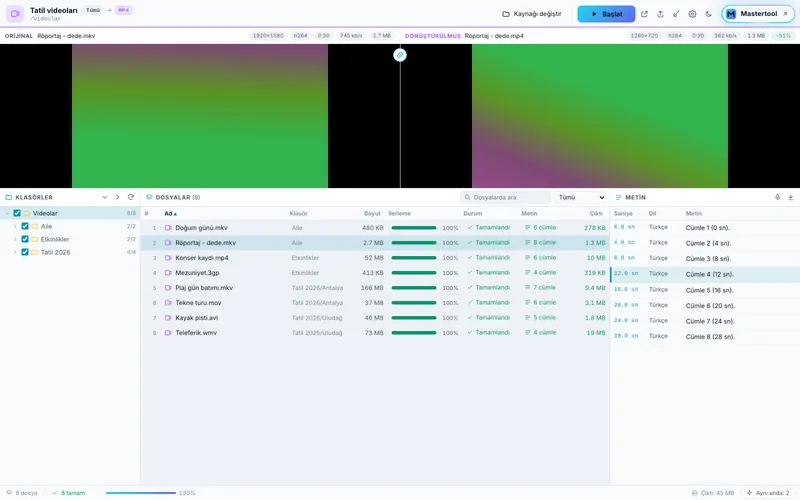 Tatil videoları Tümü → MP4
/Videolar
Kaynağı değiştir
Başlat
Mastertool
ORİJİNAL Röportaj - dede.mkv 1920×1080 h264 0:30 745 kb/s 2.7 MB
DÖNÜŞTÜRÜLMÜŞ Röportaj - dede.mp4 1280×720 h264 0:30 362 kb/s 1.3 MB −51%
KLASÖRLER
Videolar 8/8
Aile 2/2
Etkinlikler 2/2
Tatil 2026 4/4
DOSYALAR (8) Dosyalarda ara Tümü
# Ad Klasör Boyut İlerleme Durum Metin Çıktı
1 Doğum günü.mkv Aile 480 KB 100% Tamamlandı 6 cümle 278 KB
2 Röportaj - dede.mkv Aile 2.7 MB 100% Tamamlandı 8 cümle 1.3 MB
3 Konser kaydı.mp4 Etkinlikler 52 MB 100% Tamamlandı 6 cümle 10 MB
4 Mezuniyet.3gp Etkinlikler 413 KB 100% Tamamlandı 4 cümle 319 KB
5 Plaj gün batımı.mkv Tatil 2026/Antalya 166 MB 100% Tamamlandı 7 cümle 9.4 MB
6 Tekne turu.mov Tatil 2026/Antalya 37 MB 100% Tamamlandı 6 cümle 3.1 MB
7 Kayak pisti.avi Tatil 2026/Uludağ 40 MB 100% Tamamlandı 5 cümle 1.8 MB
8 Teleferik.wmv Tatil 2026/Uludağ 73 MB 100% Tamamlandı 4 cümle 19 MB
METİN
Saniye Dil Metin
0.0 sn Türkçe Cümle 1 (0 sn).
4.0 sn Türkçe Cümle 2 (4 sn).
8.0 sn Türkçe Cümle 3 (8 sn).
12.0 sn Türkçe Cümle 4 (12 sn).
16.0 sn Türkçe Cümle 5 (16 sn).
20.0 sn Türkçe Cümle 6 (20 sn).
24.0 sn Türkçe Cümle 7 (24 sn).
28.0 sn Türkçe Cümle 8 (28 sn).
8 dosya 8 tamam 100% Çıktı: 45 MB Aynı anda: 2